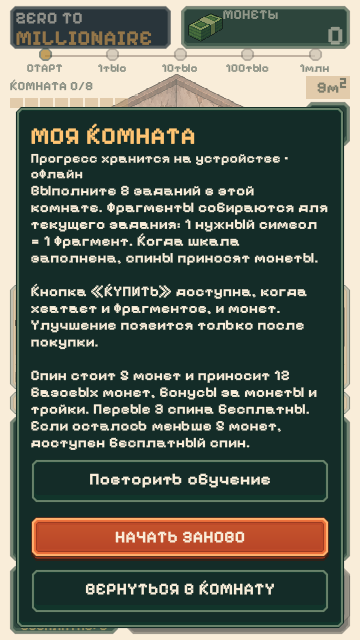 ZERO TO
MILLIONAIRE
МОНЕТЫ
0
СТАРТ
1тыс
10тыс
100тыс
1млн
КОМНАТА 0/8
9м²
МОЯ КОМНАТА
Прогресс хранится на устройстве ·
офлайн
Выполните 8 заданий в этой
комнате. Фрагменты собираются для
текущего задания: 1 нужный символ
= 1 фрагмент. Когда шкала
заполнена, спины приносят монеты.
Кнопка «КУПИТЬ» доступна, когда
хватает и фрагментов, и монет.
Улучшение появится только после
покупки.
Спин стоит 8 монет и приносит 12
базовых монет, бонусы за монеты и
тройки. Первые 3 спина бесплатны.
Если осталось меньше 8 монет,
доступен бесплатный спин.
Повторить обучение
НАЧАТЬ ЗАНОВО
ВЕРНУТЬСЯ В КОМНАТУ